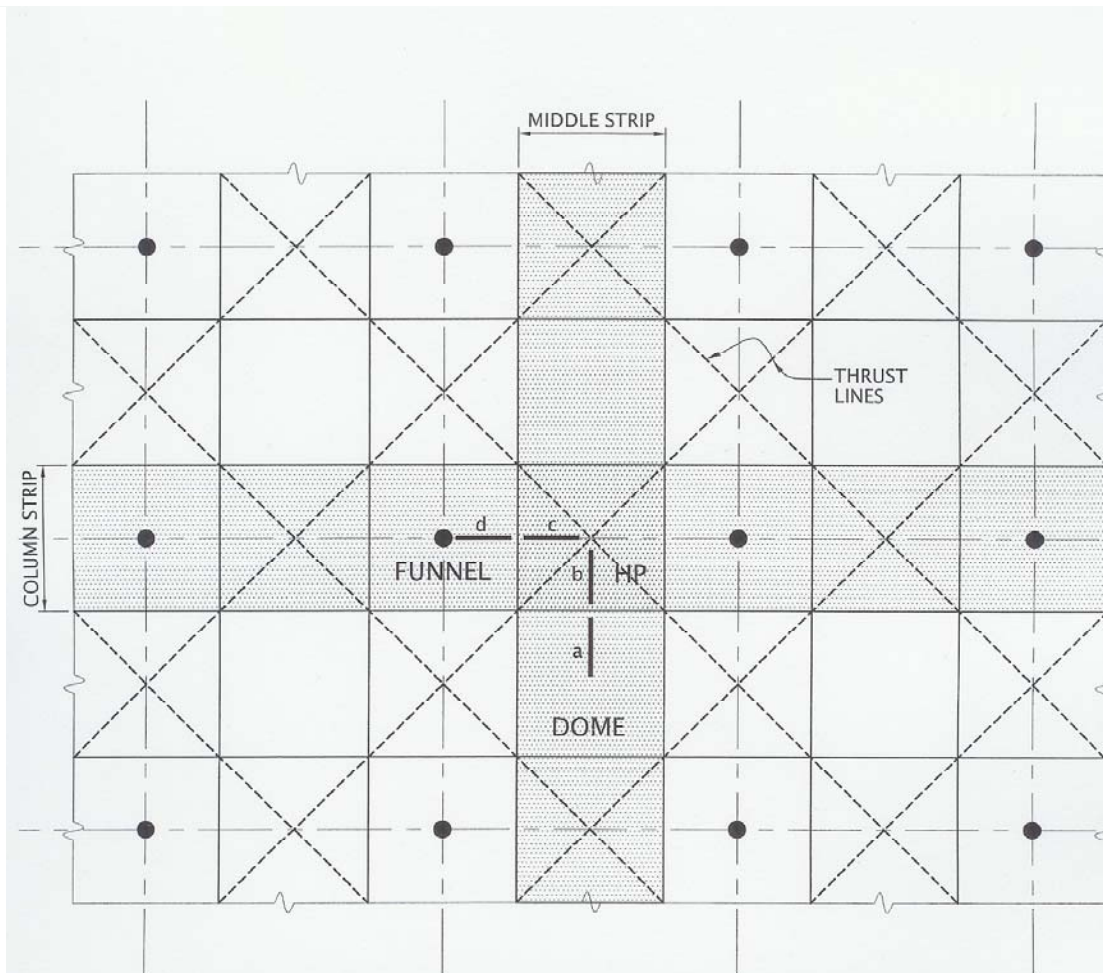 MIDDLE STRIP
THRUST
LINES
COLUMN STRIP
d
c
FUNNEL
b
HP
a
DOME